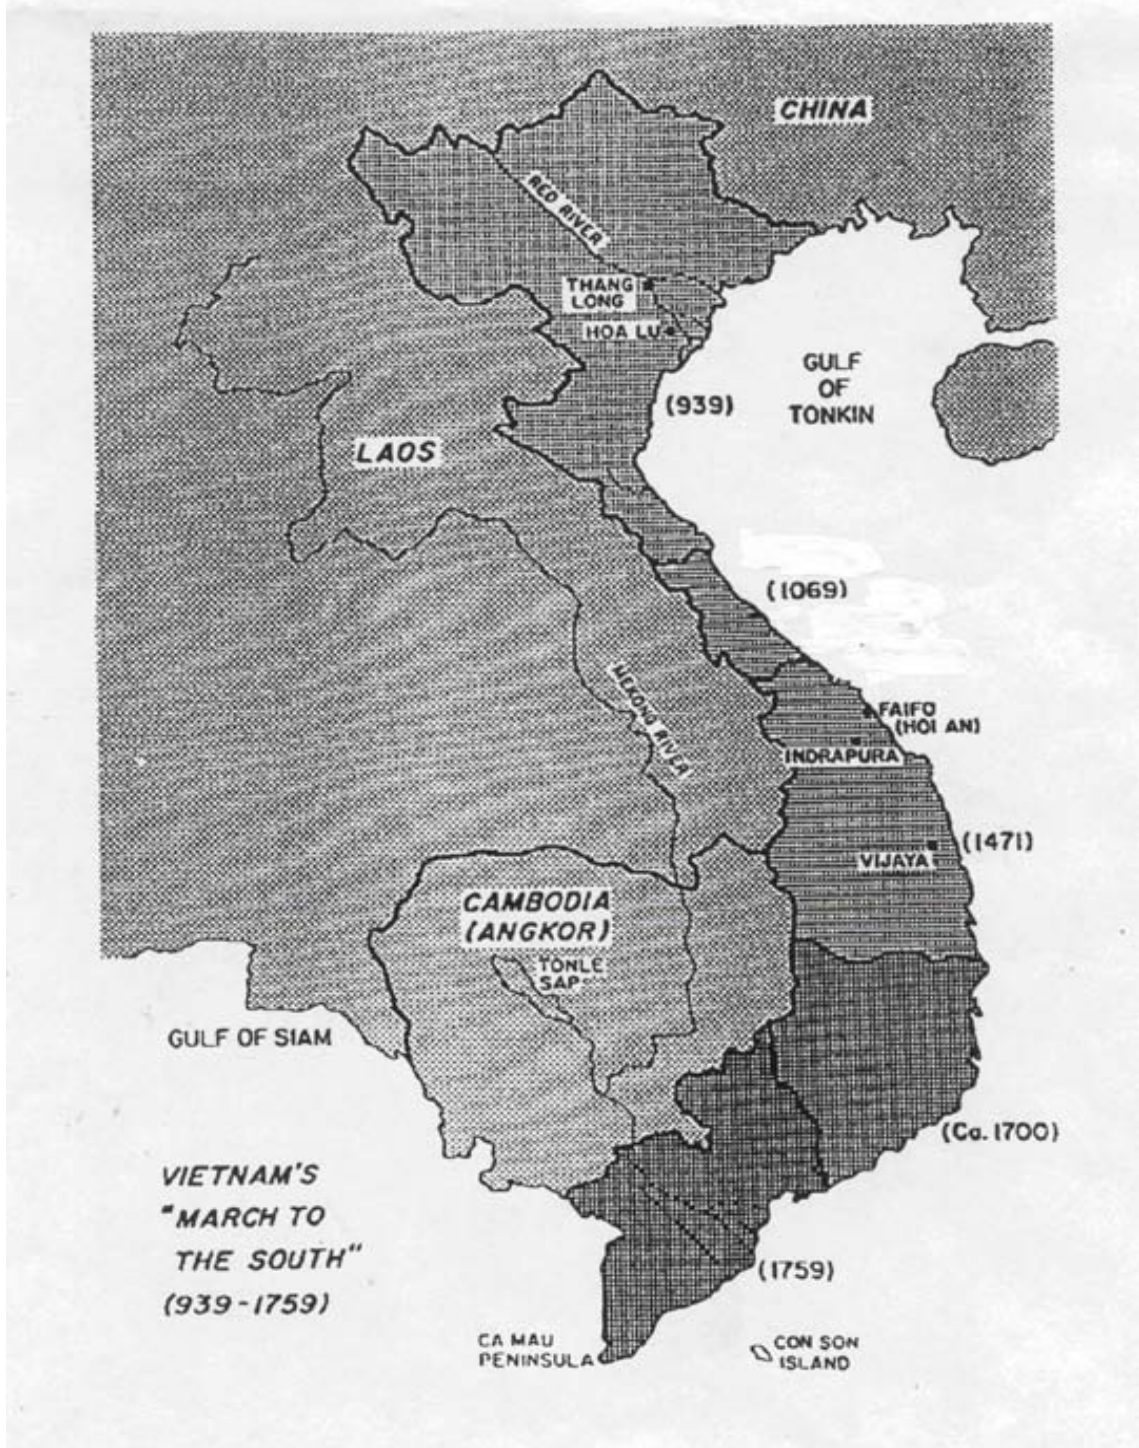 CHINA
RED RIVER
THANG
LONG
HOA LU
GULF
OF
TONKIN
(939)
LAOS
(1069)
MEKONG RIVER
FAIFO
(HOI AN)
INDRAPURA
(1471)
VIJAYA
CAMBODIA
(ANGKOR)
TONLE
SAP
GULF OF SIAM
(Ca. 1700)
VIETNAM'S
"MARCH TO
THE SOUTH"
(939-1759)
(1759)
CA MAU
PENINSULA
CON SON
ISLAND